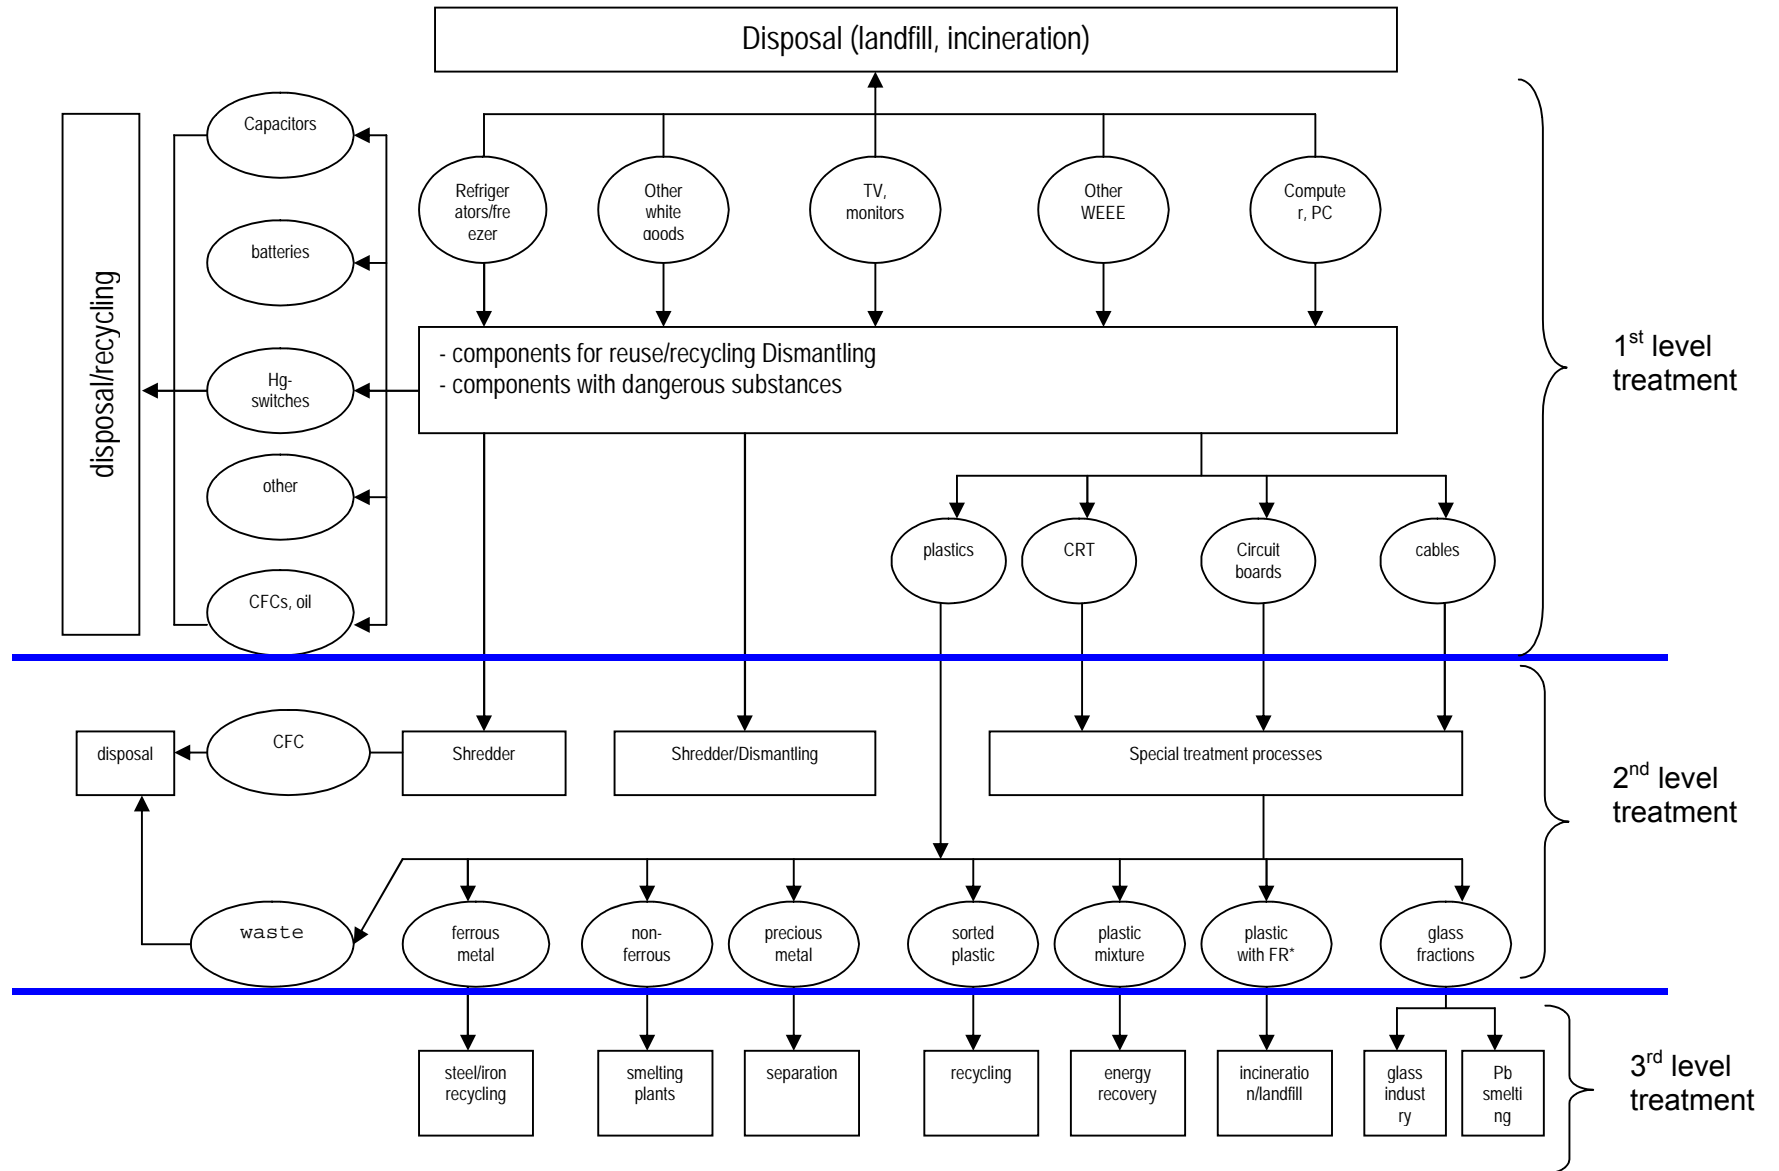 Disposal (landfill, incineration)
disposal/recycling
Capacitors
batteries
Hg-
switches
other
CFCs, oil
Refriger
ators/fre
ezer
Other
white
goods
TV,
monitors
Other
WEEE
Compute
r, PC
- components for reuse/recycling Dismantling
- components with dangerous substances
1st level
treatment
plastics
CRT
Circuit
boards
cables
disposal
CFC
Shredder
Shredder/Dismantling
Special treatment processes
2nd level
treatment
waste
ferrous
metal
non-
ferrous
precious
metal
sorted
plastic
plastic
mixture
plastic
with FR*
glass
fractions
steel/iron
recycling
smelting
plants
separation
recycling
energy
recovery
incineratio
n/landfill
glass
indust
ry
Pb
smelti
ng
3rd level
treatment